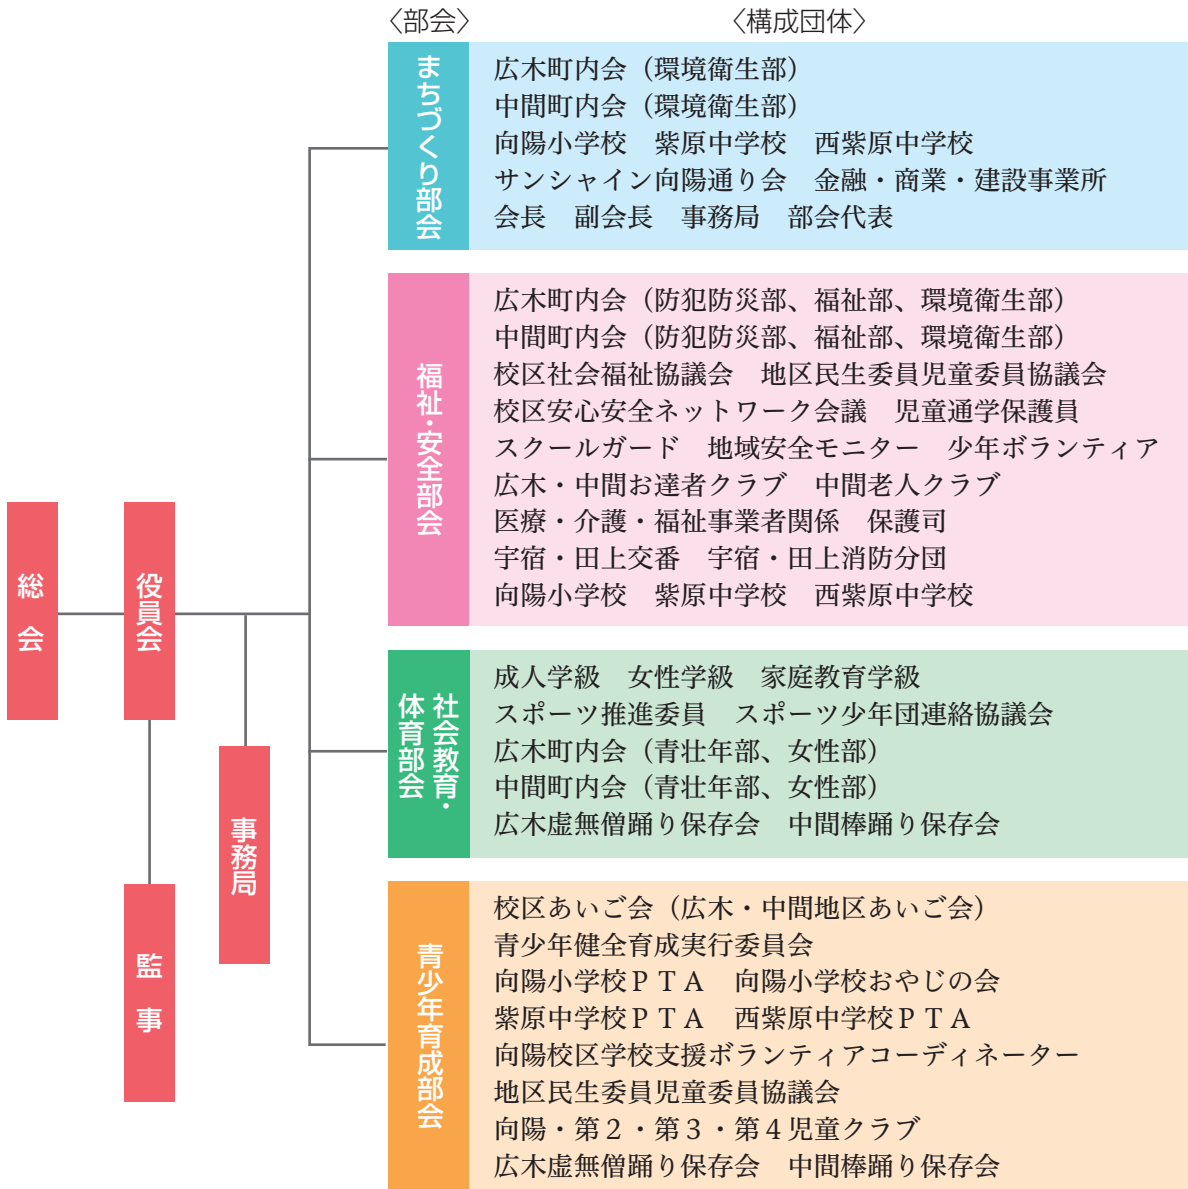 〈部会〉　〈構成団体〉
総会
役員会
事務局
監事
まちづくり部会
広木町内会（環境衛生部）
中間町内会（環境衛生部）
向陽小学校　紫原中学校　西紫原中学校
サンシャイン向陽通り会　金融・商業・建設事業所
会長　副会長　事務局　部会代表
福祉・安全部会
広木町内会（防犯防災部、福祉部、環境衛生部）
中間町内会（防犯防災部、福祉部、環境衛生部）
校区社会福祉協議会　地区民生委員児童委員協議会
校区安心安全ネットワーク会議　児童通学保護員
スクールガード　地域安全モニター　少年ボランティア
広木・中間お達者クラブ　中間老人クラブ
医療・介護・福祉事業者関係　保護司
宇宿・田上交番　宇宿・田上消防分団
向陽小学校　紫原中学校　西紫原中学校
社会教育・
体育部会
成人学級　女性学級　家庭教育学級
スポーツ推進委員　スポーツ少年団連絡協議会
広木町内会（青壮年部、女性部）
中間町内会（青壮年部、女性部）
広木虚無僧踊り保存会　中間棒踊り保存会
青少年育成部会
校区あいご会（広木・中間地区あいご会）
青少年健全育成実行委員会
向陽小学校ＰＴＡ　向陽小学校おやじの会
紫原中学校ＰＴＡ　西紫原中学校ＰＴＡ
向陽校区学校支援ボランティアコーディネーター
地区民生委員児童委員協議会
向陽・第２・第３・第４児童クラブ
広木虚無僧踊り保存会　中間棒踊り保存会